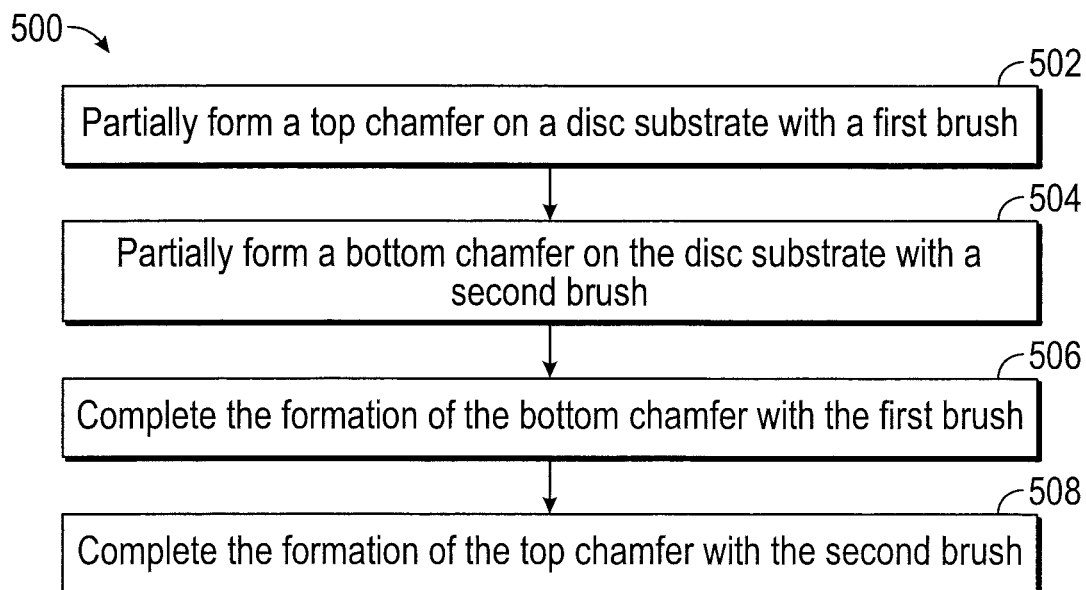 500
502
Partially form a top chamfer on a disc substrate with a first brush
504
Partially form a bottom chamfer on the disc substrate with a
second brush
506
Complete the formation of the bottom chamfer with the first brush
508
Complete the formation of the top chamfer with the second brush